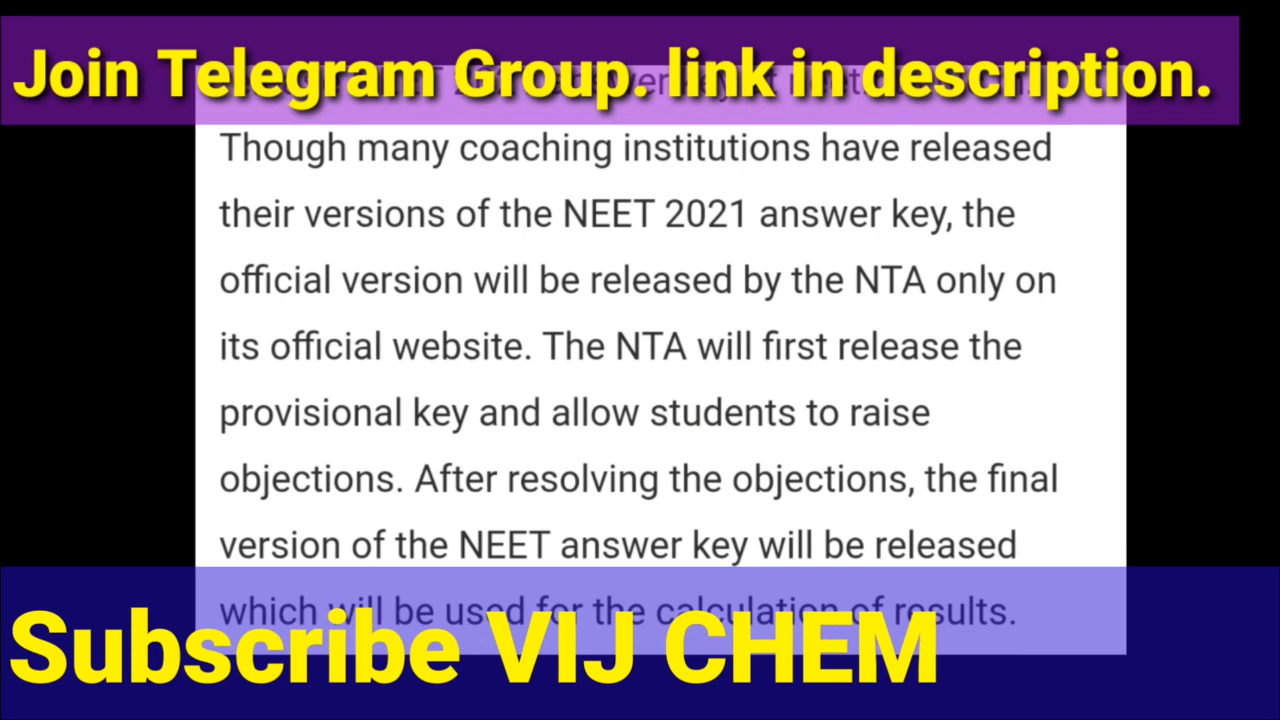 Join Telegram Group. link in description.
Though many coaching institutions have released
their versions of the NEET 2021 answer key, the
official version will be released by the NTA only on
its official website. The NTA will first release the
provisional key and allow students to raise
objections. After resolving the objections, the final
version of the NEET answer key will be released
which will be used for the calculation of results.
Subscribe VIJ CHEM